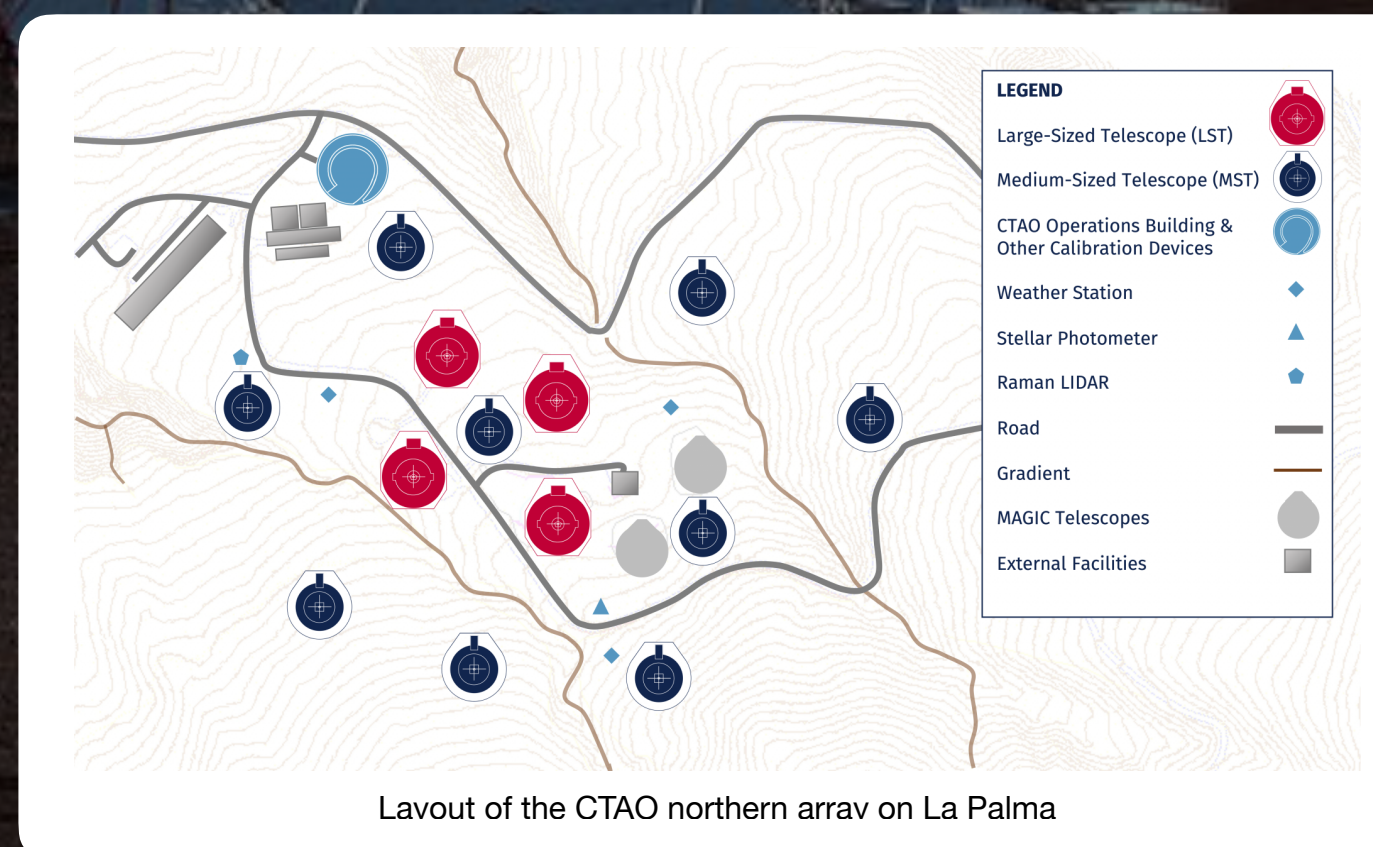 LEGEND
Large-Sized Telescope (LST)
Medium-Sized Telescope (MST)
CTAO Operations Building &
Other Calibration Devices
Weather Station
Stellar Photometer
Raman LIDAR
Road
Gradient
MAGIC Telescopes
External Facilities
Layout of the CTAO northern array on La Palma